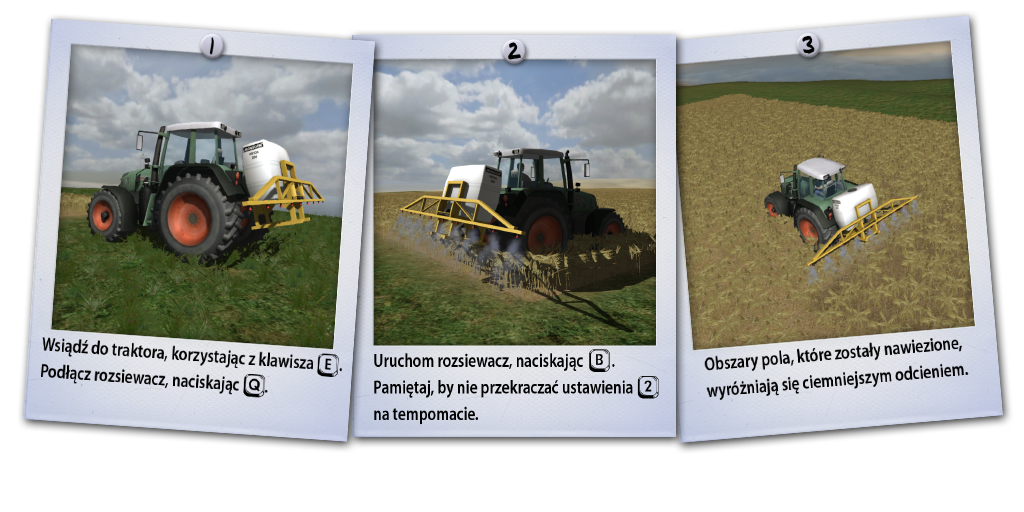 1
Wsiądź do traktora, korzystając z klawisza E.
Podłącz rozsiewacz, naciskając Q.
2
Uruchom rozsiewacz, naciskając B.
Pamiętaj, by nie przekraczać ustawienia 2
na tempomacie.
3
Obszary pola, które zostały nawiezione,
wyróżniają się ciemniejszym odcieniem.